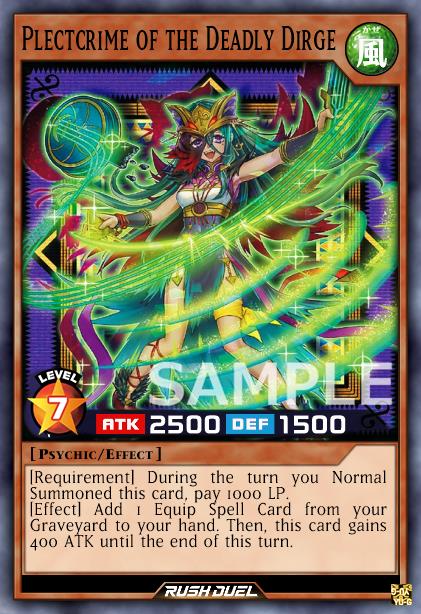 Plectcrime of the Deadly Dirge
かぜ
風
SAMPLE
LEVEL
7
ATK 2500 DEF 1500
[Psychic/Effect]
[Requirement] During the turn you Normal
Summoned this card, pay 1000 LP.
[Effect] Add 1 Equip Spell Card from your
Graveyard to your hand. Then, this card gains
400 ATK until the end of this turn.
RUSH DUEL